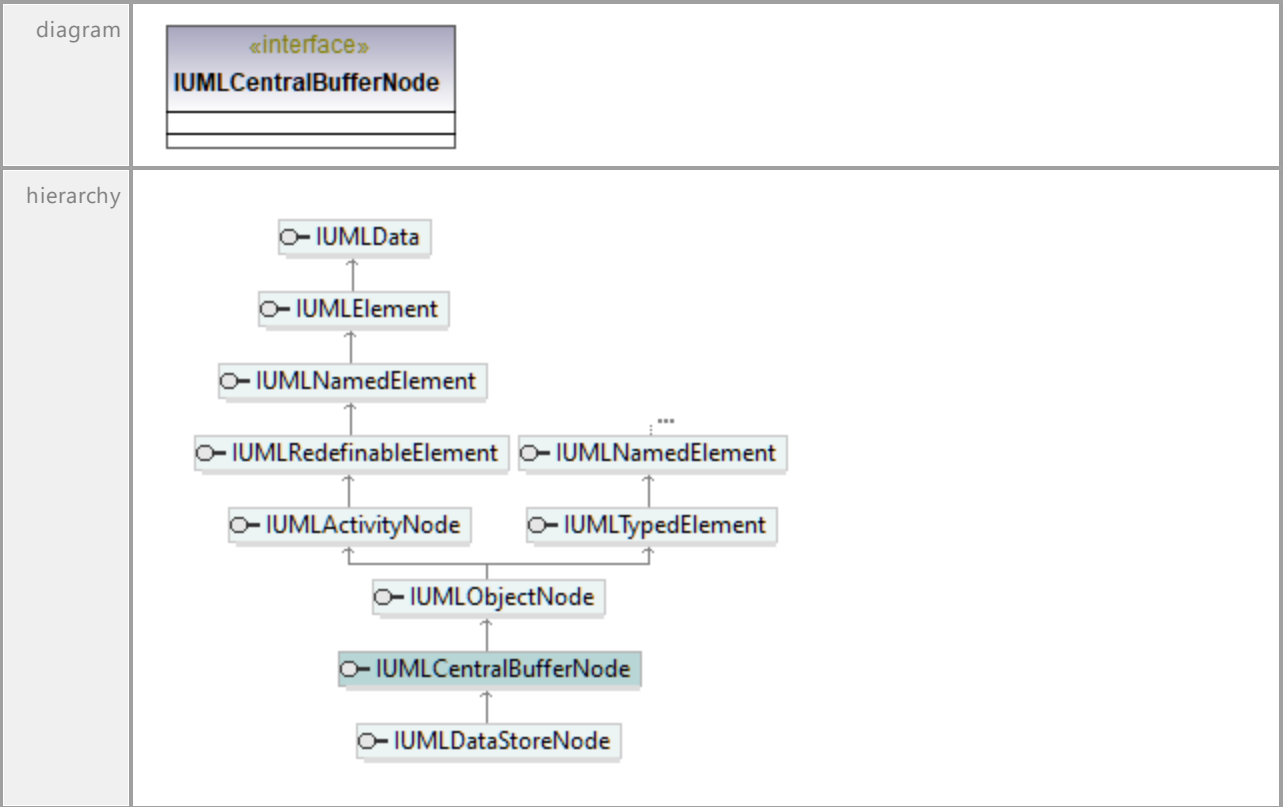 diagram
«interface»
IUMLCentralBufferNode
hierarchy
IUMLData
IUMLElement
IUMLNamedElement
...
IUMLRedefinableElement IUMLNamedElement
IUMLActivityNode IUMLTypedElement
IUMLObjectNode
IUMLCentralBufferNode
IUMLDataStoreNode